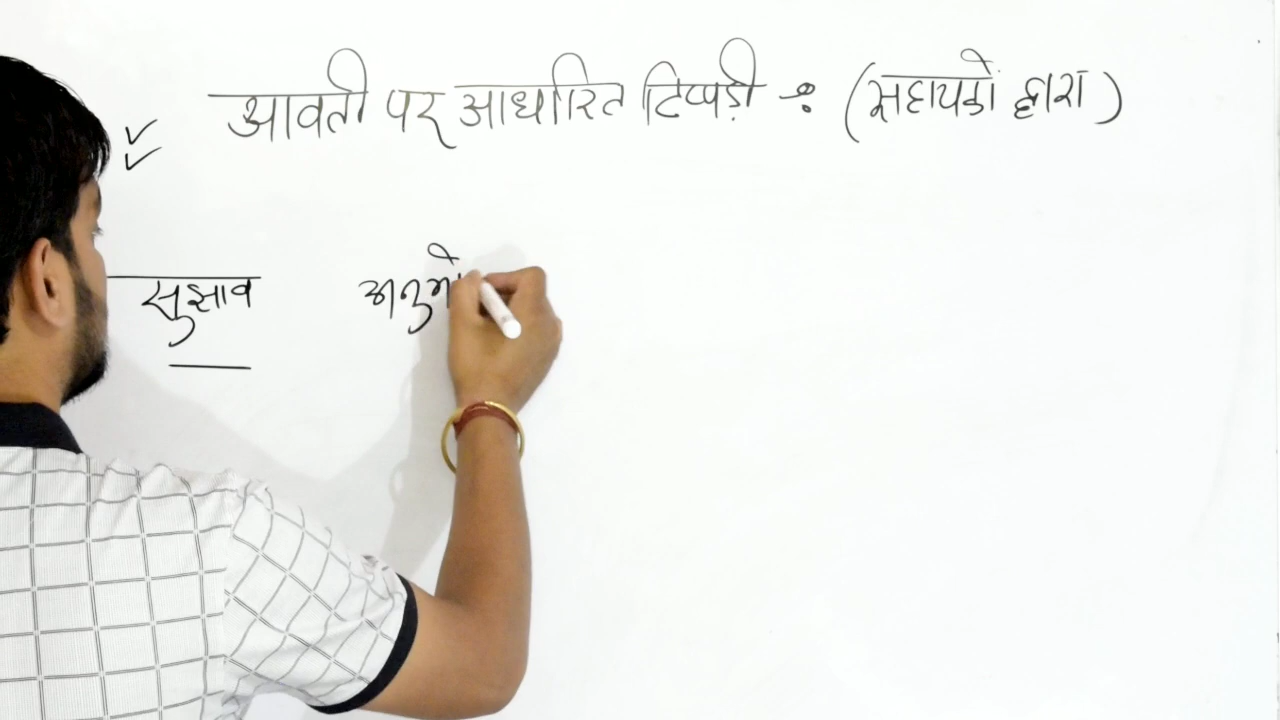 आवती पर आधारित टिप्पड़ी :- (सहायको द्वारा)
सुझाव